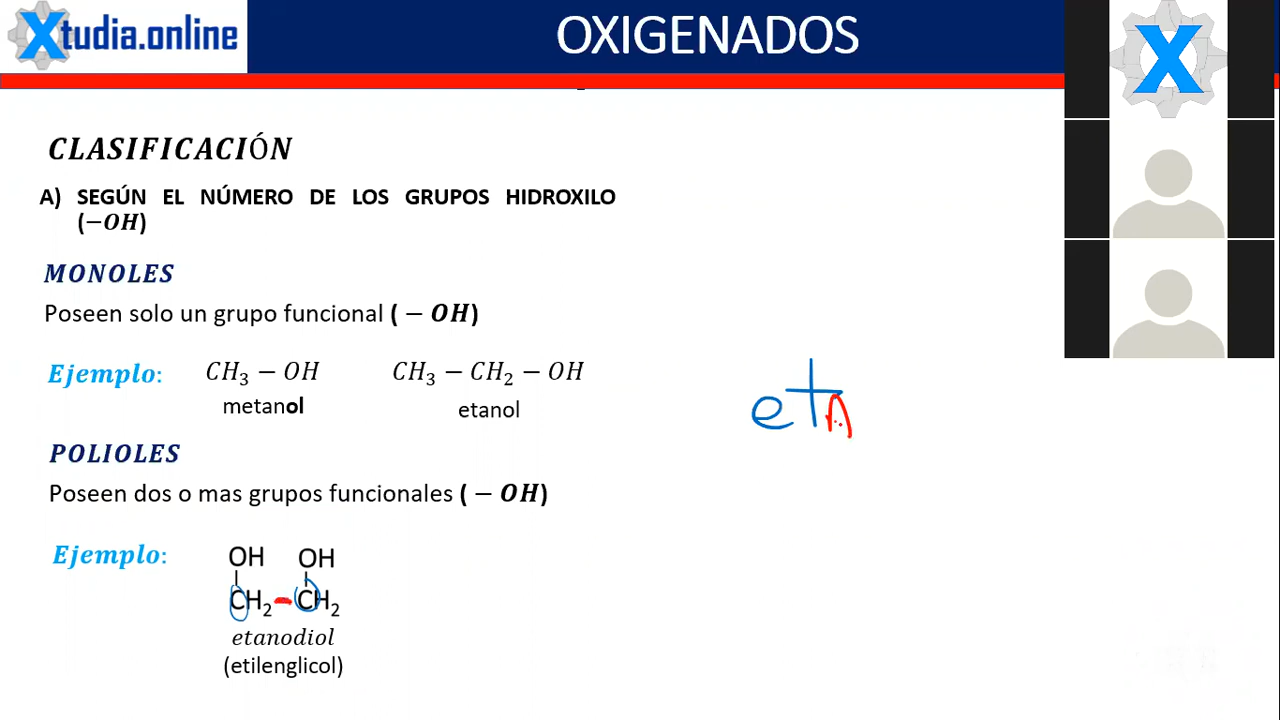 Xtudia.online
OXIGENADOS
X
CLASIFICACIÓN
A) SEGÚN EL NÚMERO DE LOS GRUPOS HIDROXILO
(−OH)
MONOLES
Poseen solo un grupo funcional (− OH)
Ejemplo: CH₃ − OH CH₃ − CH₂ − OH
metanol etanol
POLIOLES
Poseen dos o mas grupos funcionales (− OH)
Ejemplo:
OH OH
CH₂-CH₂
etanodiol
(etilenglicol)
et